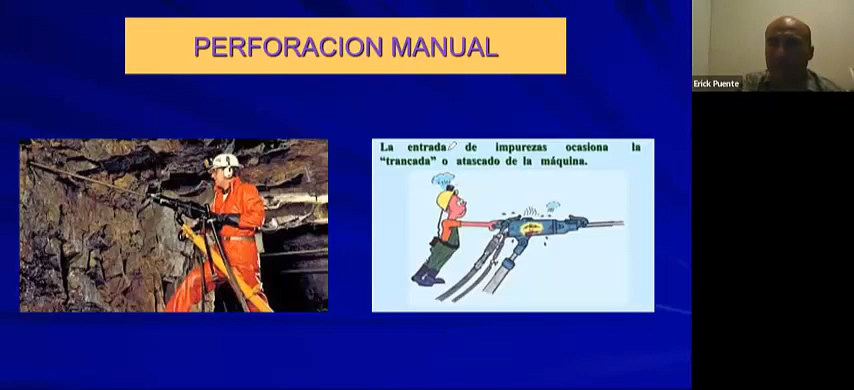 PERFORACION MANUAL
Erick Puente
La entrada de impurezas ocasiona la
"trancada" o atascado de la máquina.